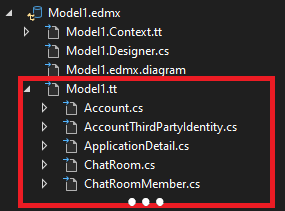 Model1.edmx
Model1.Context.tt
Model1.Designer.cs
Model1.edmx.diagram
Model1.tt
Account.cs
AccountThirdPartyIdentity.cs
ApplicationDetail.cs
ChatRoom.cs
ChatRoomMember.cs